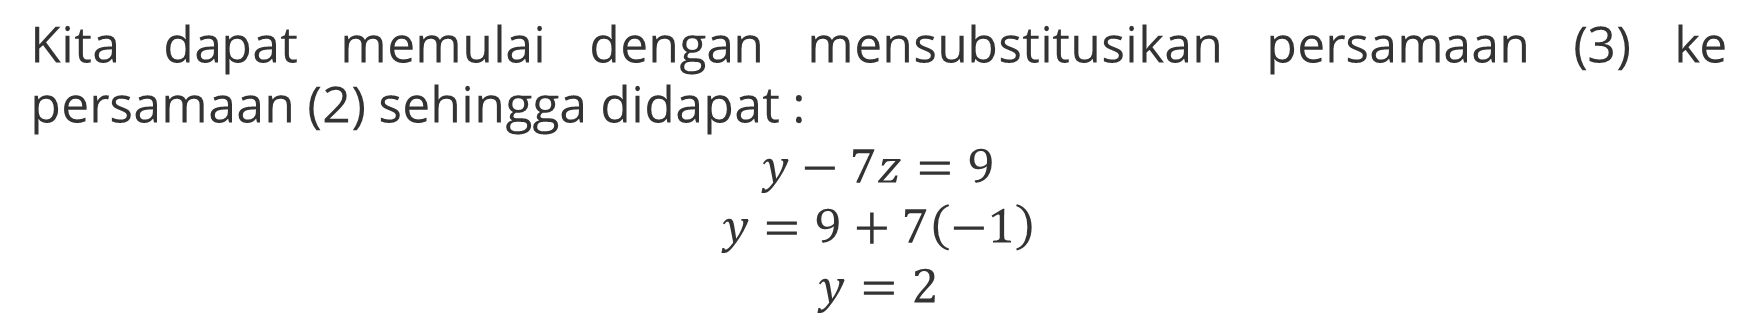 Kita dapat memulai dengan mensubstitusikan persamaan (3) ke
persamaan (2) sehingga didapat :
y − 7z = 9
y = 9 + 7(−1)
y = 2